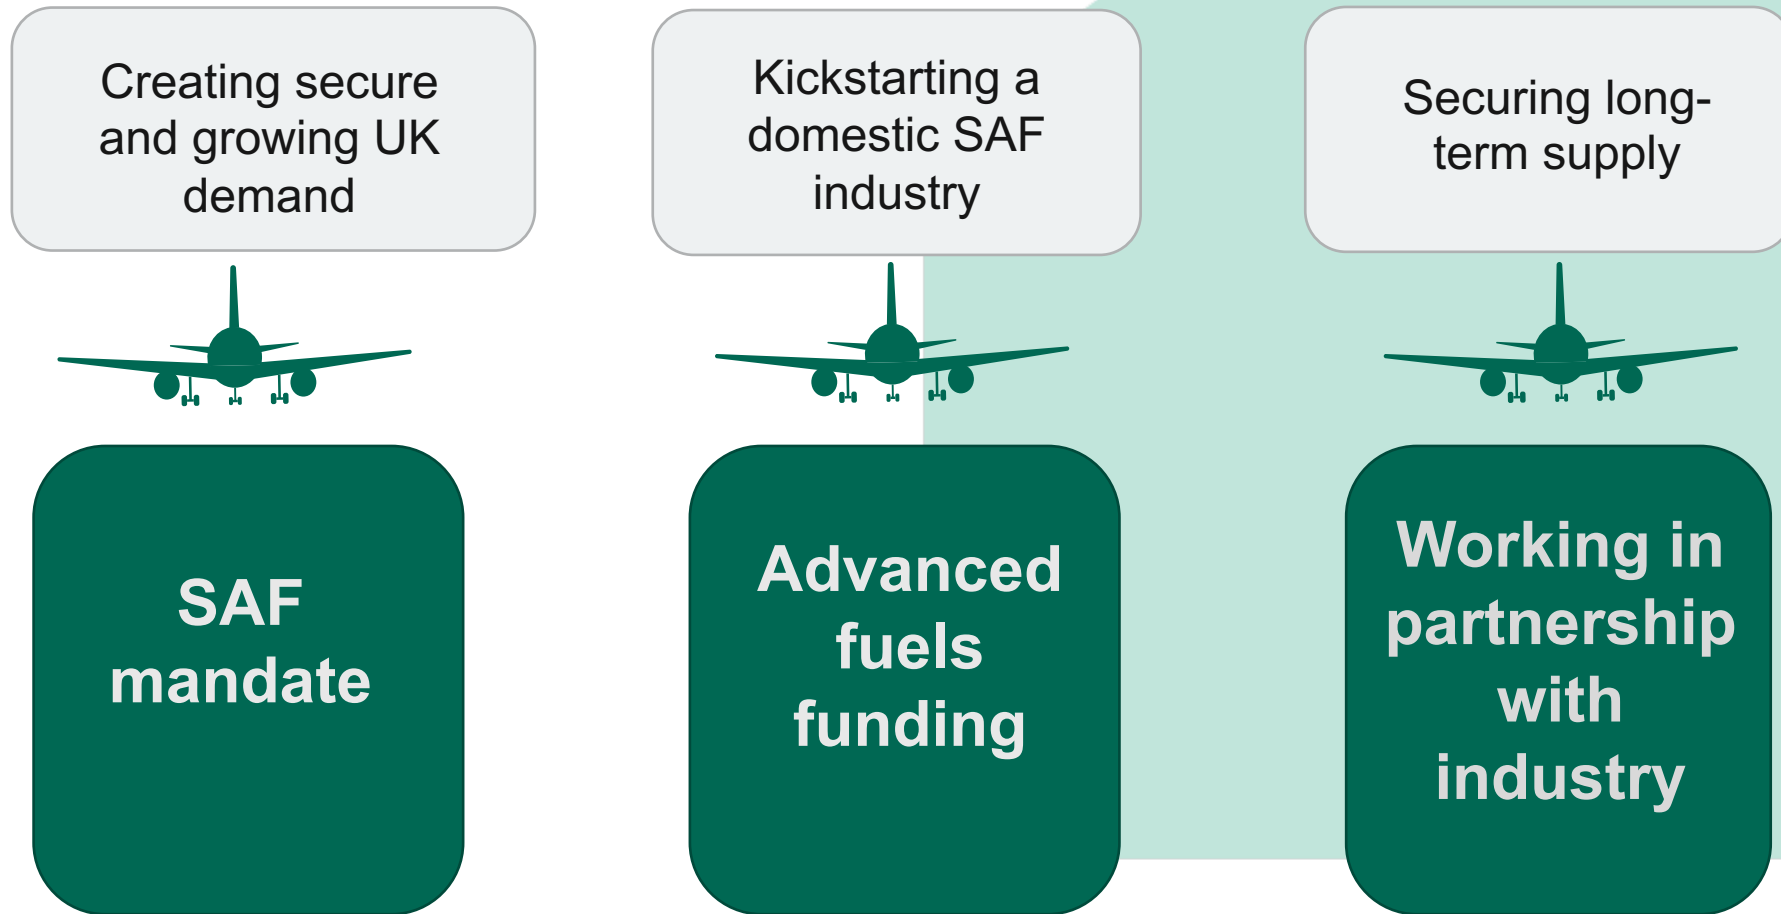 Creating secure
and growing UK
demand
Kickstarting a
domestic SAF
industry
Securing long-
term supply
SAF
mandate
Advanced
fuels
funding
Working in
partnership
with
industry